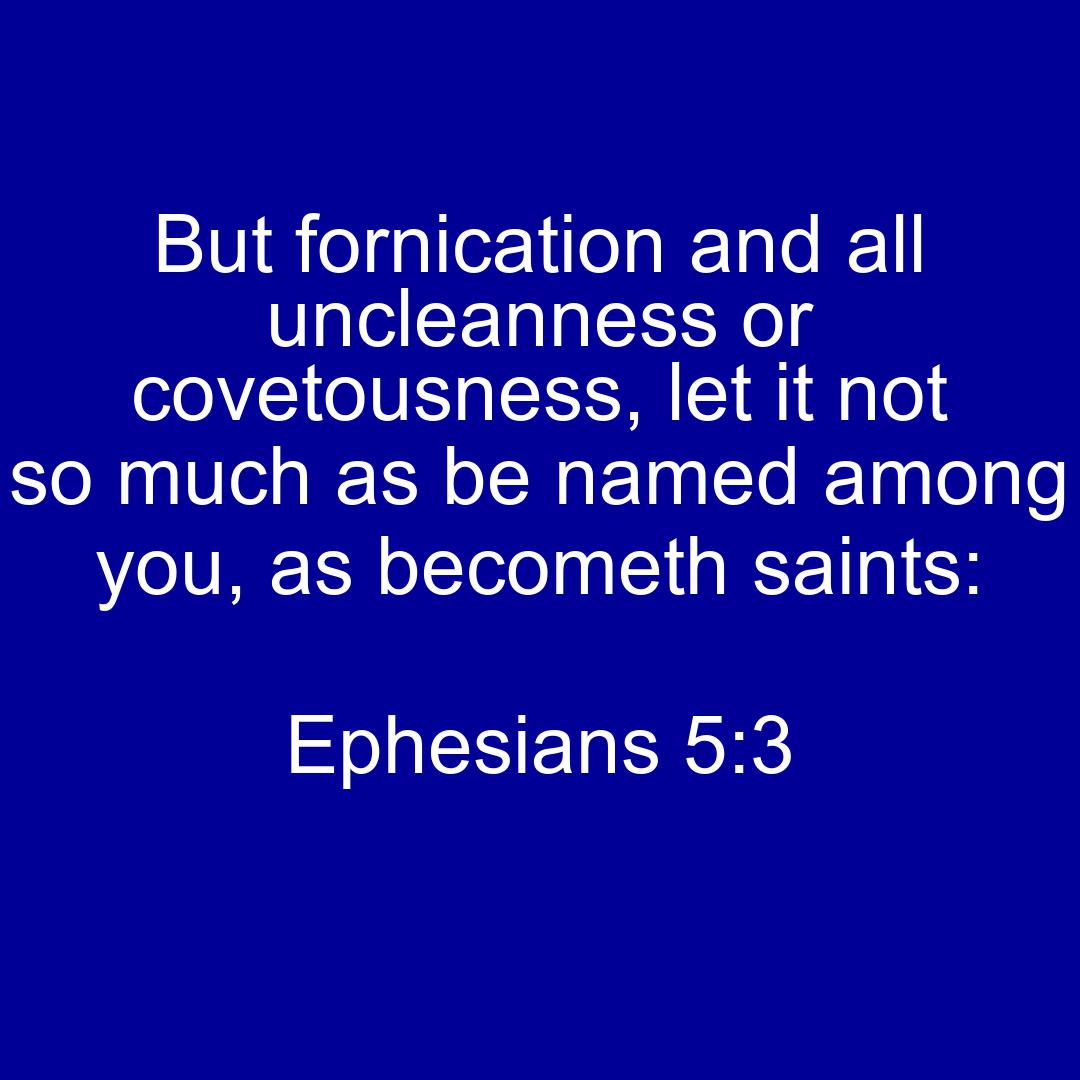 But fornication and all
uncleanness or
covetousness, let it not
so much as be named among
you, as becometh saints:
Ephesians 5:3